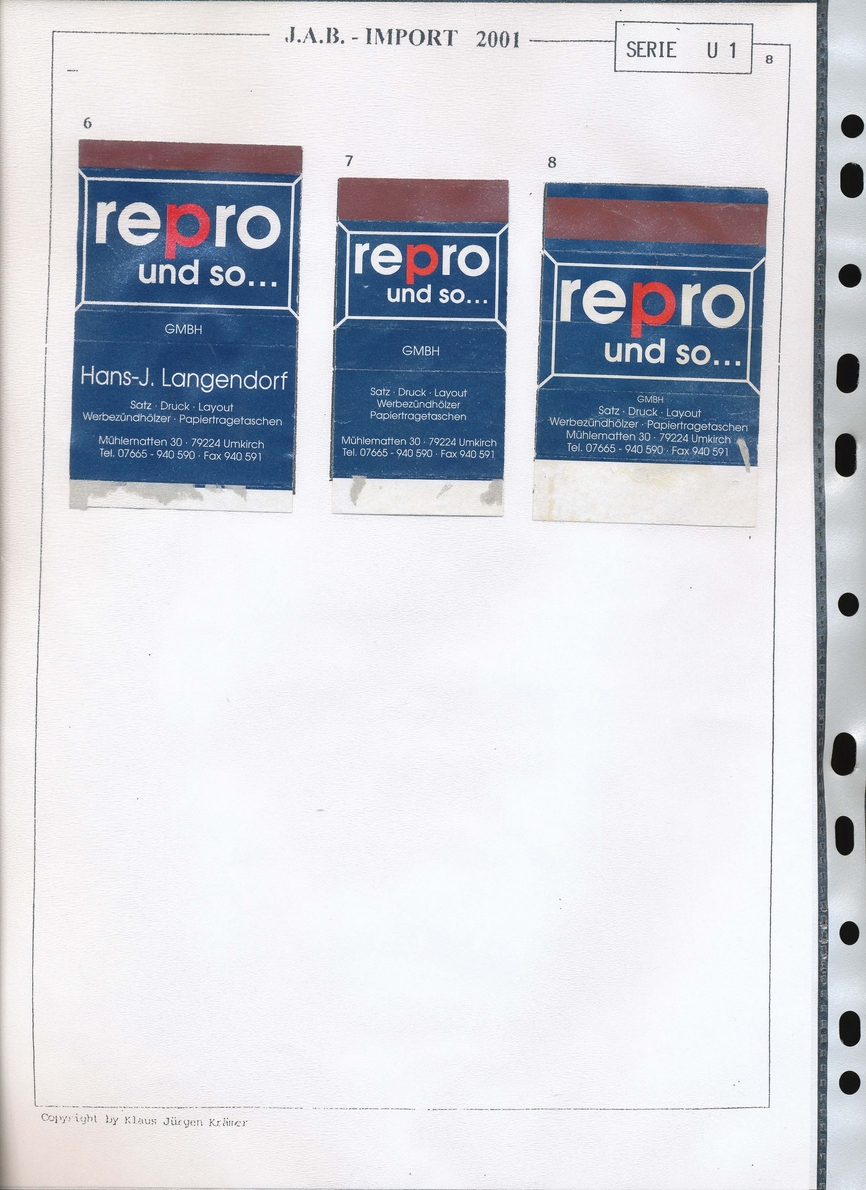 J.A.B. - IMPORT 2001
SERIE U 1
8
6
repro
und so...
GMBH
Hans-J. Langendorf
Satz · Druck · Layout
Werbezündhölzer · Papiertragetaschen
Mühlematten 30 · 79224 Umkirch
Tel. 07665 - 940 590 · Fax 940 591
7
repro
und so...
GMBH
Satz · Druck · Layout
Werbezündhölzer
Papiertragetaschen
Mühlematten 30 · 79224 Umkirch
Tel. 07665 - 940 590 · Fax 940 591
8
repro
und so...
GMBH
Satz · Druck · Layout
Werbezündhölzer · Papiertragetaschen
Mühlematten 30 · 79224 Umkirch
Tel. 07665 - 940 590 · Fax 940 591
Copyright by Klaus Jürgen Krämer